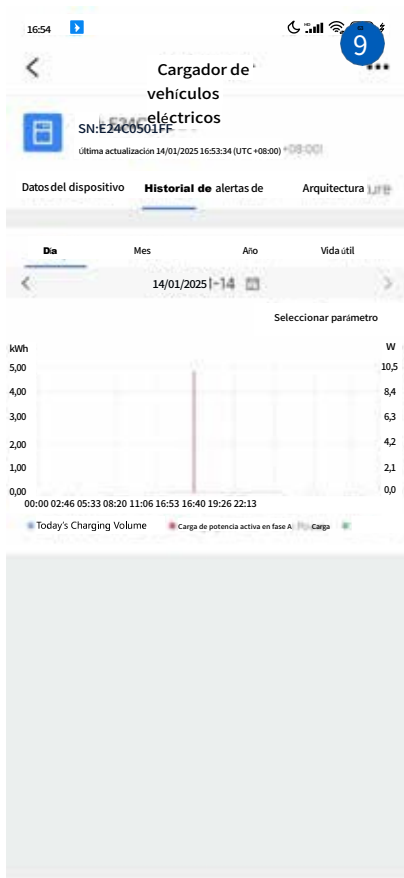 16:54
9
Cargador de
vehículos
eléctricos
SN:E24C0501FF
última actualización 14/01/2025 16:53:34 (UTC +08:00)
Datos del dispositivo Historial de alertas de Arquitectura
Día Mes Año Vida útil
14/01/2025
Seleccionar parámetro
kWh W
5,00 10,5
4,00 8,4
3,00 6,3
2,00 4,2
1,00 2,1
0,00 0,0
00:00 02:46 05:33 08:20 11:06 16:53 16:40 19:26 22:13
Today's Charging Volume Carga de potencia activa en fase A Carga